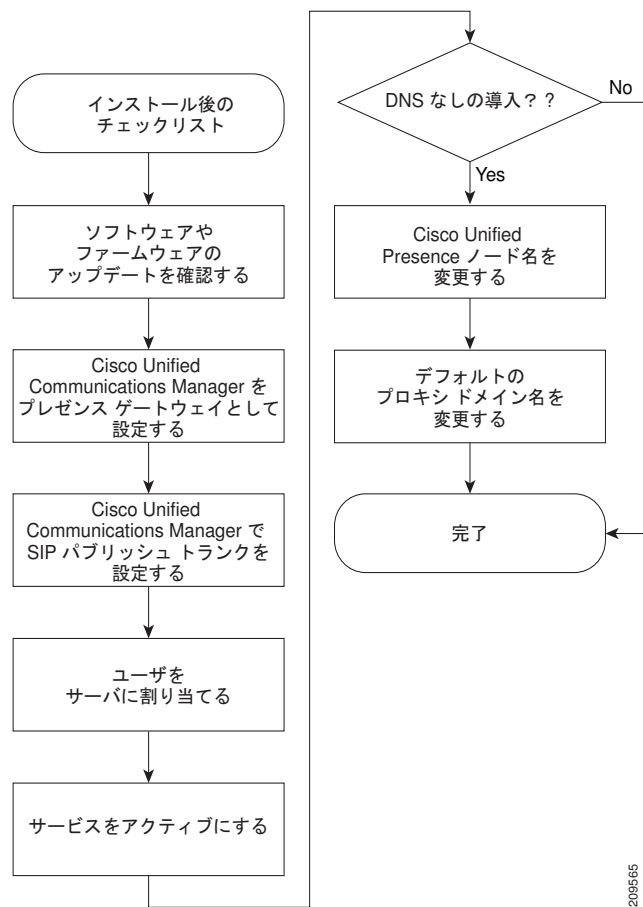 インストール後の
チェックリスト
ソフトウェアや
ファームウェアの
アップデートを確認する
Cisco Unified
Communications Manager を
プレゼンス ゲートウェイとして
設定する
Cisco Unified
Communications Manager で
SIP パブリッシュ トランクを
設定する
ユーザを
サーバに割り当てる
サービスをアクティブにする
DNS なしの導入？？
No
Yes
Cisco Unified
Presence ノード名を
変更する
デフォルトの
プロキシ ドメイン名を
変更する
完了
209565